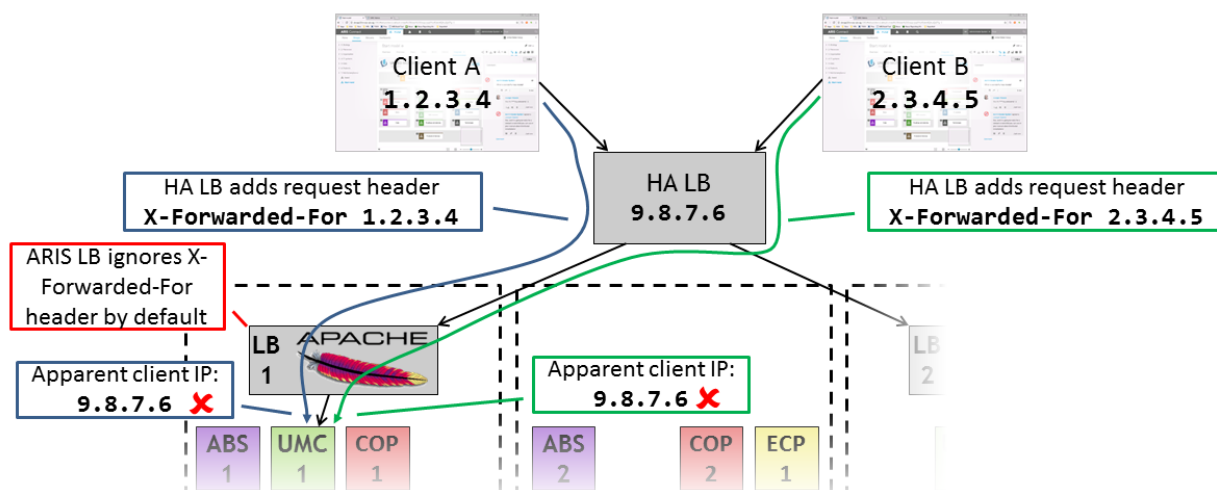 Client A
1.2.3.4
Client B
2.3.4.5
HA LB
9.8.7.6
HA LB adds request header
X-Forwarded-For 1.2.3.4
HA LB adds request header
X-Forwarded-For 2.3.4.5
ARIS LB ignores X-
Forwarded-For
header by default
LB
1
APACHE
LB
2
Apparent client IP:
9.8.7.6 ✘
Apparent client IP:
9.8.7.6 ✘
ABS
1
UMC
1
COP
1
ABS
2
COP
2
ECP
1